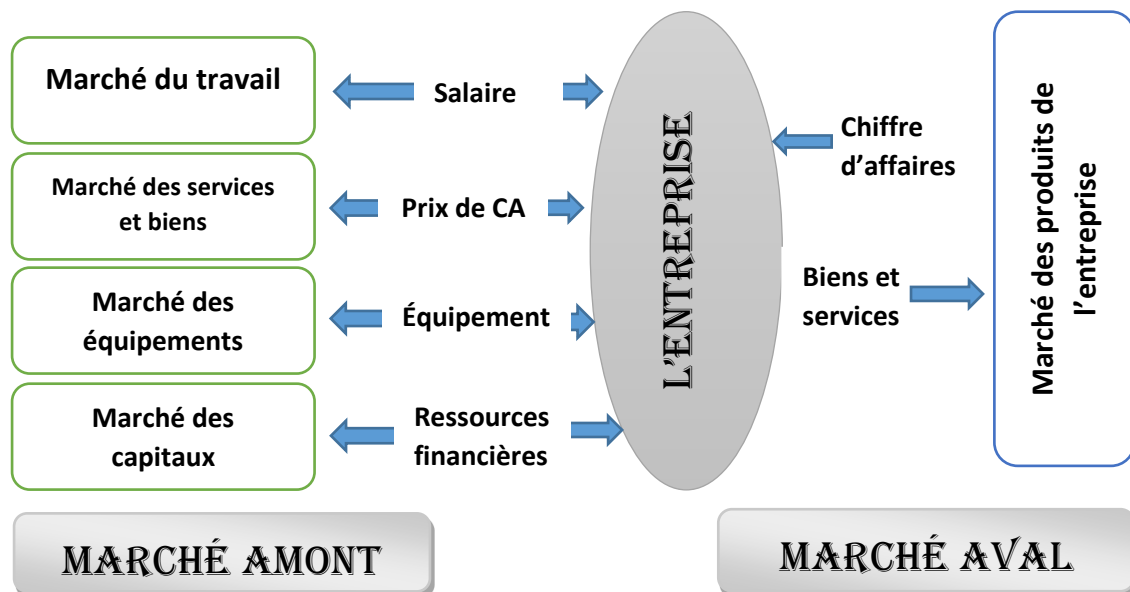 Marché du travail
Salaire
Marché des services
et biens
Prix de CA
Marché des
équipements
Équipement
Marché des
capitaux
Ressources
financières
L'ENTREPRISE
Chiffre
d'affaires
Biens et
services
Marché des produits de
l'entreprise
MARCHÉ AMONT
MARCHÉ AVAL